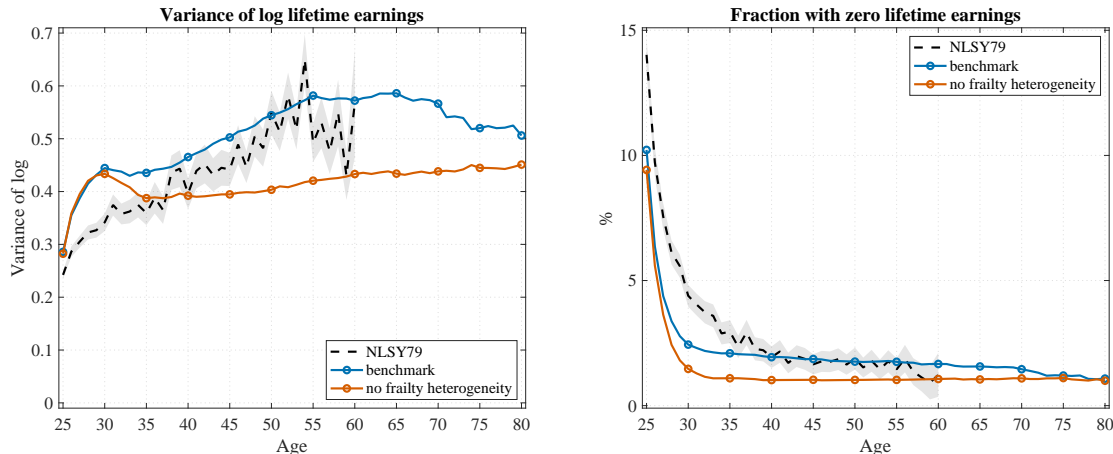 Variance of log lifetime earnings
0.7
0.6
0.5
0.4
0.3
0.2
0.1
0
Variance of log
25 30 35 40 45 50 55 60 65 70 75 80
Age
NLSY79
benchmark
no frailty heterogeneity
Fraction with zero lifetime earnings
15
10
5
0
%
25 30 35 40 45 50 55 60 65 70 75 80
Age
NLSY79
benchmark
no frailty heterogeneity